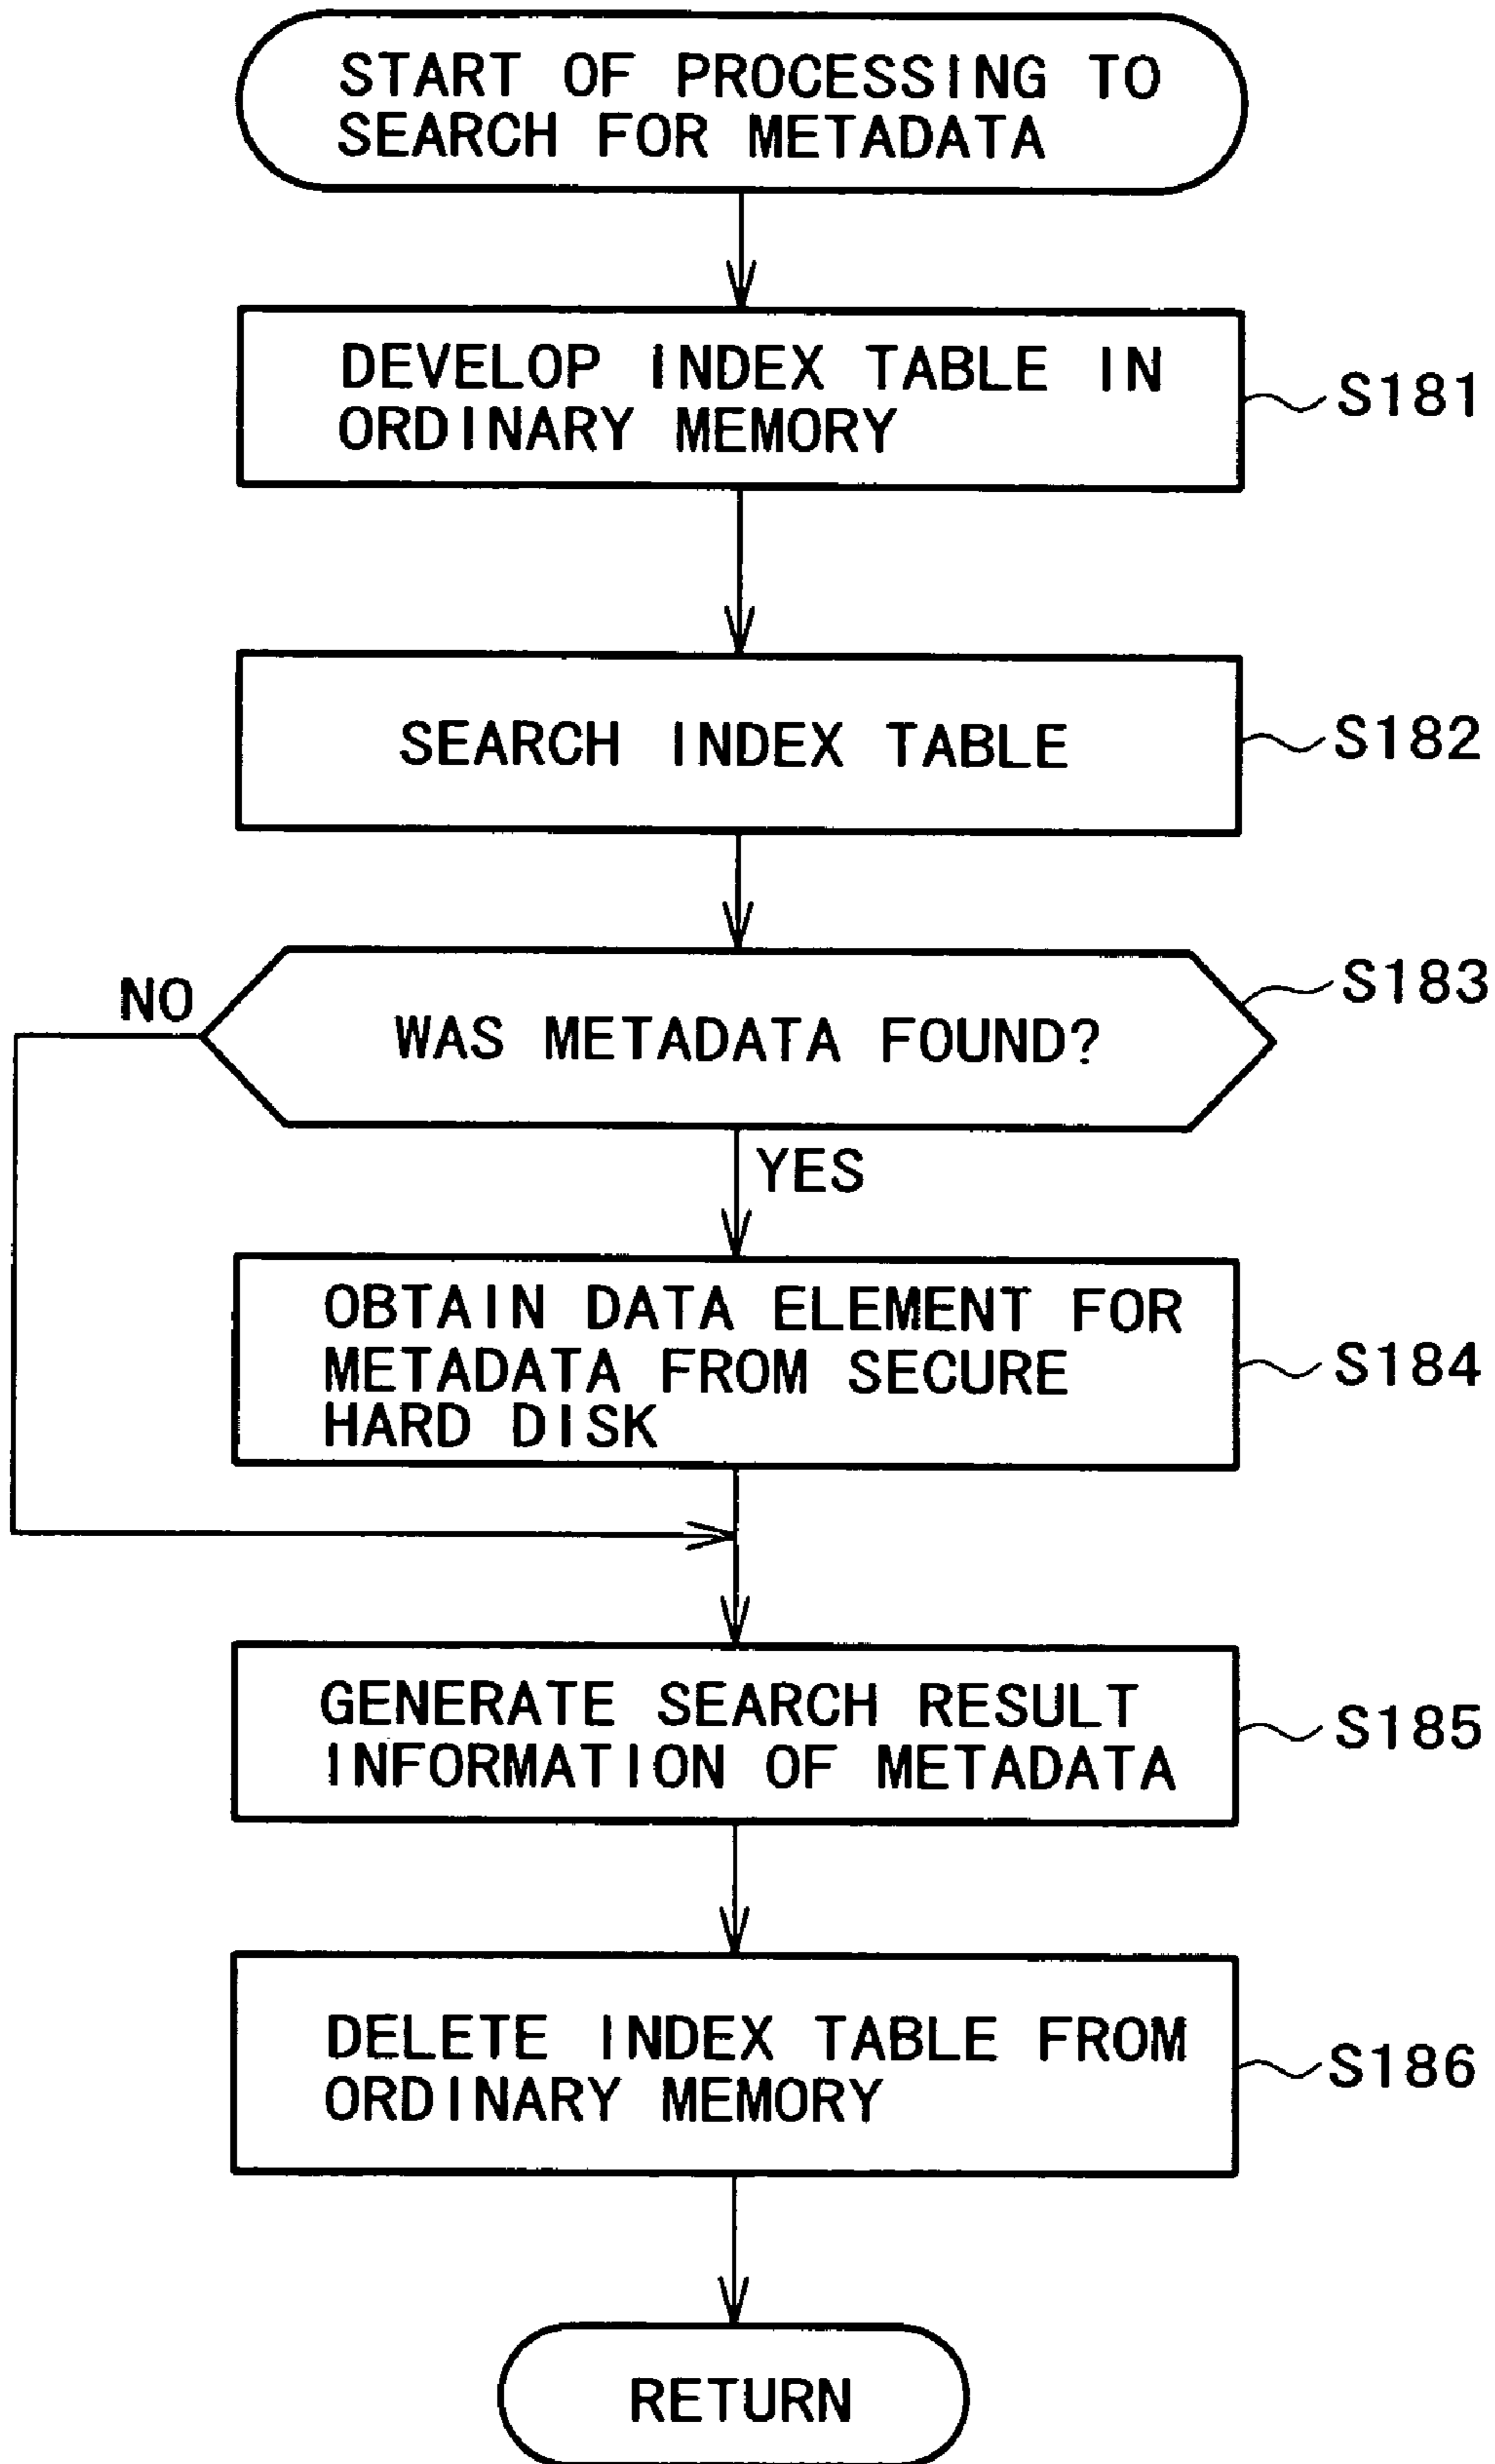 START OF PROCESSING TO
SEARCH FOR METADATA
DEVELOP INDEX TABLE IN
ORDINARY MEMORY
S181
SEARCH INDEX TABLE
S182
NO
S183
WAS METADATA FOUND?
YES
OBTAIN DATA ELEMENT FOR
METADATA FROM SECURE
HARD DISK
S184
GENERATE SEARCH RESULT
INFORMATION OF METADATA
S185
DELETE INDEX TABLE FROM
ORDINARY MEMORY
S186
RETURN